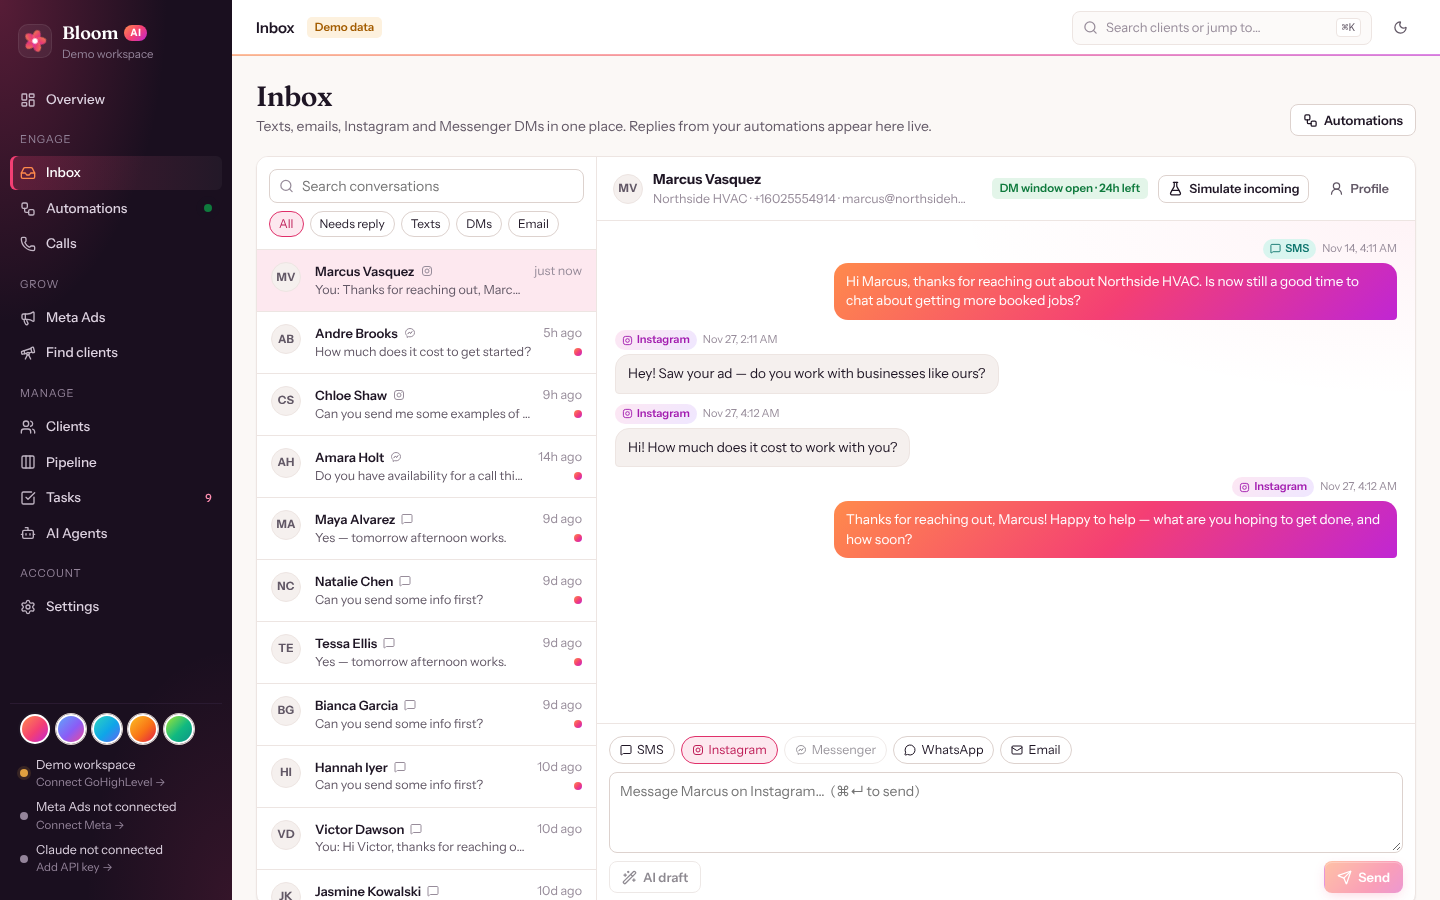 Bloom AI
Demo workspace
Overview
ENGAGE
Inbox
Automations
Calls
GROW
Meta Ads
Find clients
MANAGE
Clients
Pipeline
Tasks 9
AI Agents
ACCOUNT
Settings
Demo workspace
Connect GoHighLevel →
Meta Ads not connected
Connect Meta →
Claude not connected
Add API key →
Inbox Demo data
Search clients or jump to... ⌘K
Inbox
Texts, emails, Instagram and Messenger DMs in one place. Replies from your automations appear here live.
Automations
Search conversations
All Needs reply Texts DMs Email
MV Marcus Vasquez just now
You: Thanks for reaching out, Marc...
AB Andre Brooks 5h ago
How much does it cost to get started?
CS Chloe Shaw 9h ago
Can you send me some examples of ...
AH Amara Holt 14h ago
Do you have availability for a call thi...
MA Maya Alvarez 9d ago
Yes — tomorrow afternoon works.
NC Natalie Chen 9d ago
Can you send some info first?
TE Tessa Ellis 9d ago
Yes — tomorrow afternoon works.
BG Bianca Garcia 9d ago
Can you send some info first?
HI Hannah Iyer 10d ago
Can you send some info first?
VD Victor Dawson 10d ago
You: Hi Victor, thanks for reaching o...
JK Jasmine Kowalski 10d ago
MV Marcus Vasquez
Northside HVAC · +16025554914 · marcus@northsideh...
DM window open · 24h left
Simulate incoming
Profile
SMS Nov 14, 4:11 AM
Hi Marcus, thanks for reaching out about Northside HVAC. Is now still a good time to
chat about getting more booked jobs?
Instagram Nov 27, 2:11 AM
Hey! Saw your ad — do you work with businesses like ours?
Instagram Nov 27, 4:12 AM
Hi! How much does it cost to work with you?
Instagram Nov 27, 4:12 AM
Thanks for reaching out, Marcus! Happy to help — what are you hoping to get done, and
how soon?
SMS Instagram Messenger WhatsApp Email
Message Marcus on Instagram... (⌘↵ to send)
AI draft
Send